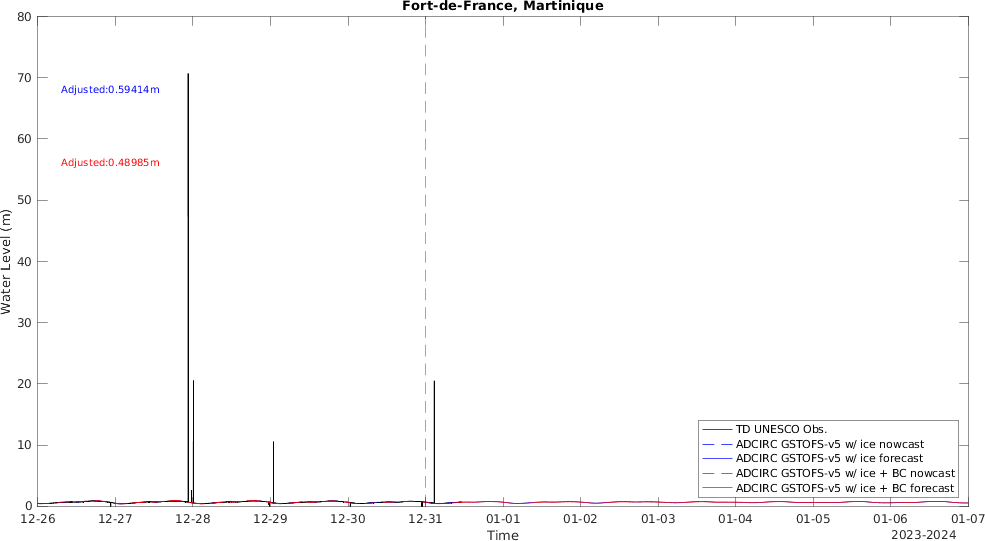 Fort-de-France, Martinique
80
70
60
50
40
30
20
10
0
Water Level (m)
Adjusted:0.59414m
Adjusted:0.48985m
TD UNESCO Obs.
ADCIRC GSTOFS-v5 w/ ice nowcast
ADCIRC GSTOFS-v5 w/ ice forecast
ADCIRC GSTOFS-v5 w/ ice + BC nowcast
ADCIRC GSTOFS-v5 w/ ice + BC forecast
12-26 12-27 12-28 12-29 12-30 12-31 01-01 01-02 01-03 01-04 01-05 01-06 01-07
Time
2023-2024